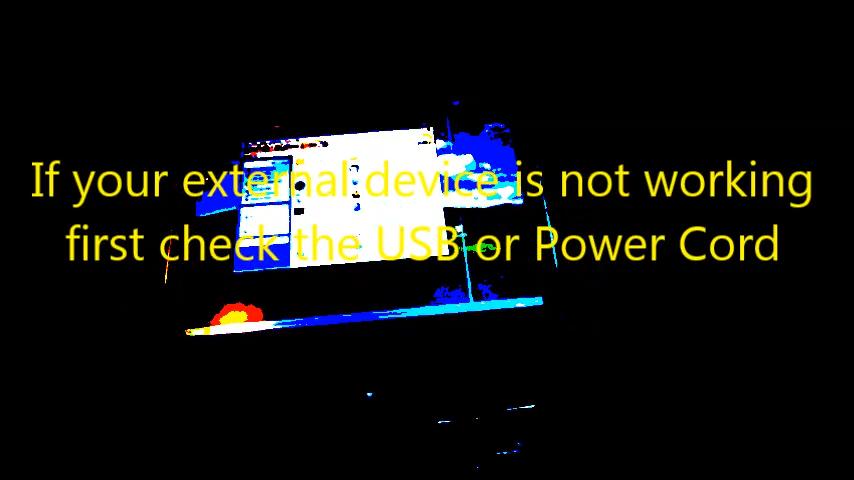 If your external device is not working
first check the USB or Power Cord